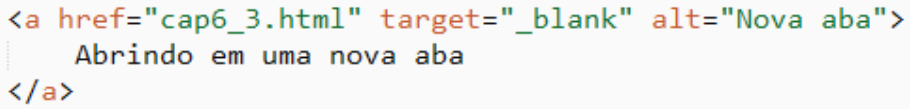 <a href="cap6_3.html" target="_blank" alt="Nova aba">
    Abrindo em uma nova aba
</a>